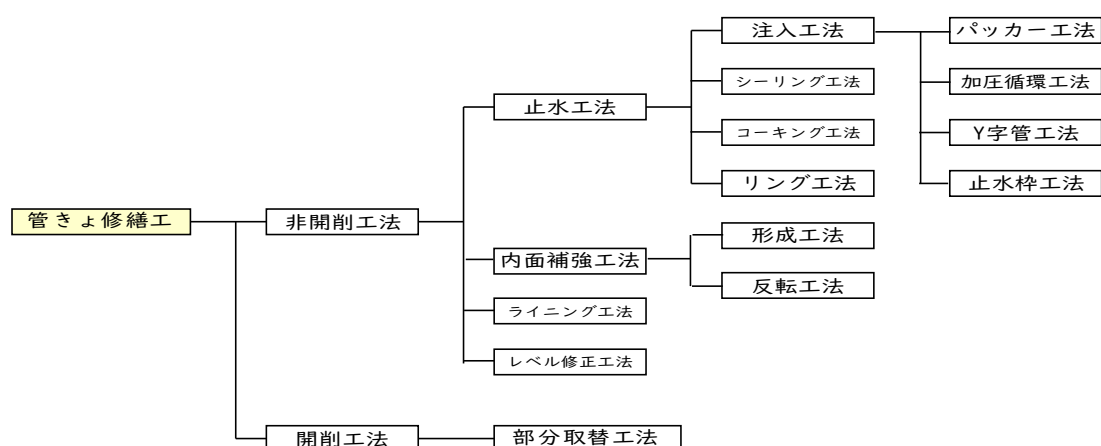 注入工法
パッカー工法
シーリング工法
加圧循環工法
止水工法
コーキング工法
Y字管工法
リング工法
止水枠工法
管きょ修繕工
非開削工法
形成工法
内面補強工法
反転工法
ライニング工法
レベル修正工法
開削工法
部分取替工法